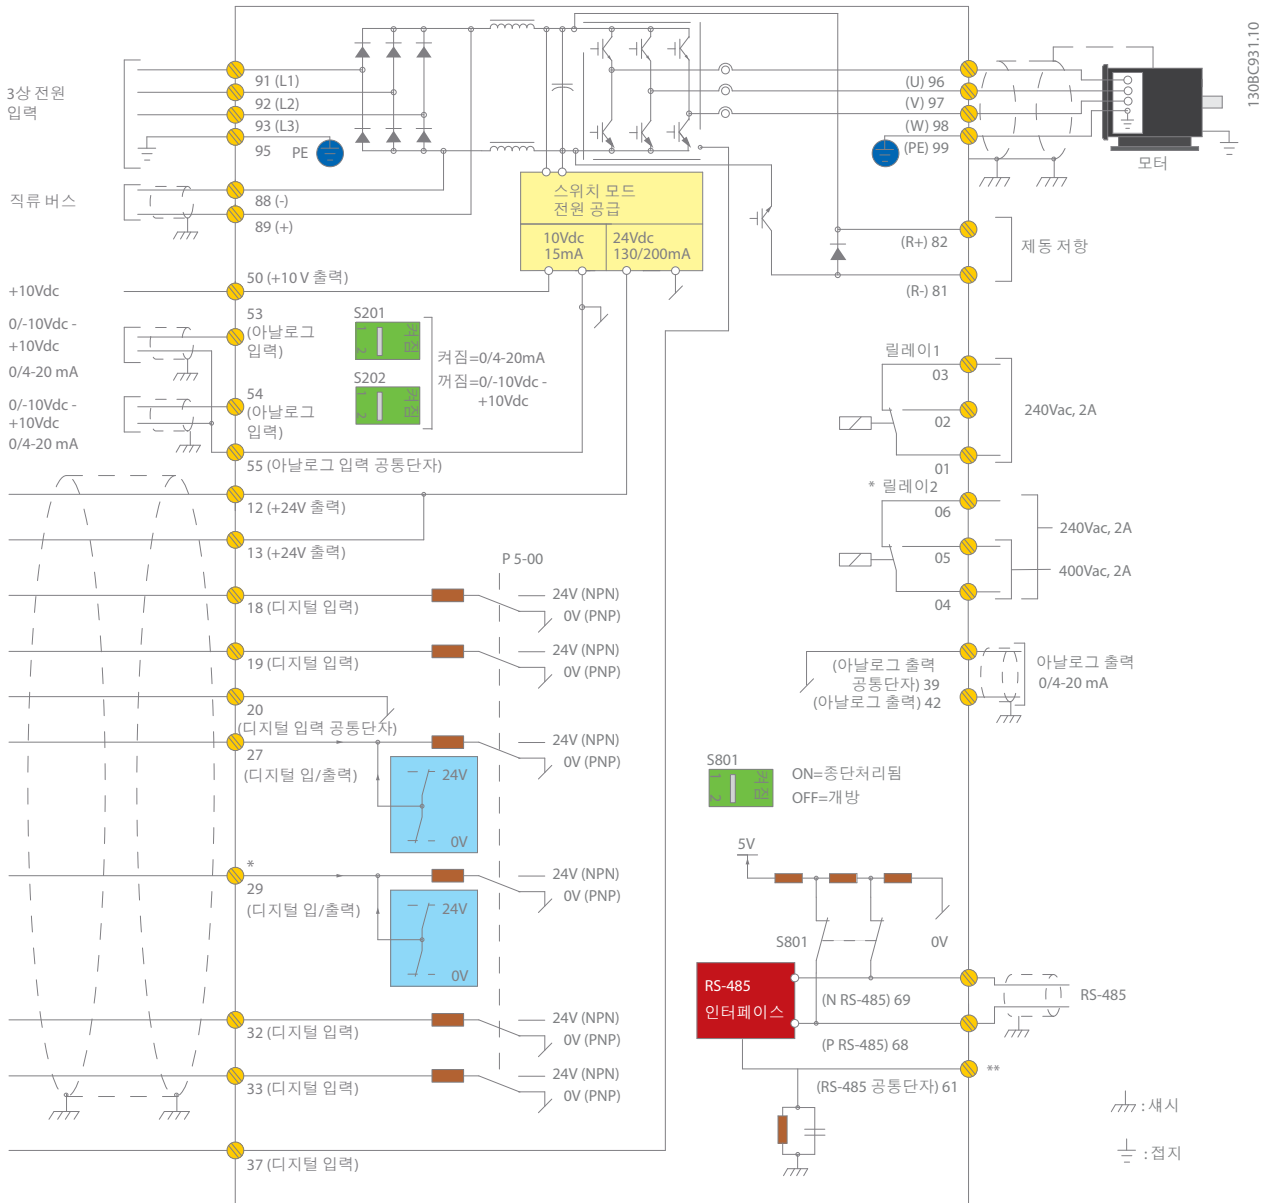 130BC931.10
3상 전원
입력
91 (L1)
92 (L2)
93 (L3)
95
PE
직류 버스
88 (-)
89 (+)
스위치 모드
전원 공급
10Vdc
15mA
24Vdc
130/200mA
(U) 96
(V) 97
(W) 98
(PE) 99
모터
(R+) 82
제동 저항
(R-) 81
+10Vdc
50 (+10 V 출력)
0/-10Vdc -
+10Vdc
0/4-20 mA
53
(아날로그
입력)
0/-10Vdc -
+10Vdc
0/4-20 mA
54
(아날로그
입력)
55 (아날로그 입력 공통단자)
S201
1
2
켜짐
S202
1
2
켜짐
켜짐=0/4-20mA
꺼짐=0/-10Vdc -
+10Vdc
릴레이1
03
02
01
240Vac, 2A
* 릴레이2
06
05
04
240Vac, 2A
400Vac, 2A
12 (+24V 출력)
13 (+24V 출력)
P 5-00
18 (디지털 입력)
24V (NPN)
0V (PNP)
19 (디지털 입력)
24V (NPN)
0V (PNP)
20
(디지털 입력 공통단자)
27
(디지털 입/출력)
24V (NPN)
0V (PNP)
24V
0V
*
29
(디지털 입/출력)
24V (NPN)
0V (PNP)
24V
0V
32 (디지털 입력)
24V (NPN)
0V (PNP)
33 (디지털 입력)
24V (NPN)
0V (PNP)
37 (디지털 입력)
(아날로그 출력
공통단자) 39
(아날로그 출력) 42
아날로그 출력
0/4-20 mA
S801
1
2
켜짐
ON=종단처리됨
OFF=개방
5V
S801
0V
RS-485
인터페이스
(N RS-485) 69
(P RS-485) 68
RS-485
(RS-485 공통단자) 61
**
: 섀시
: 접지